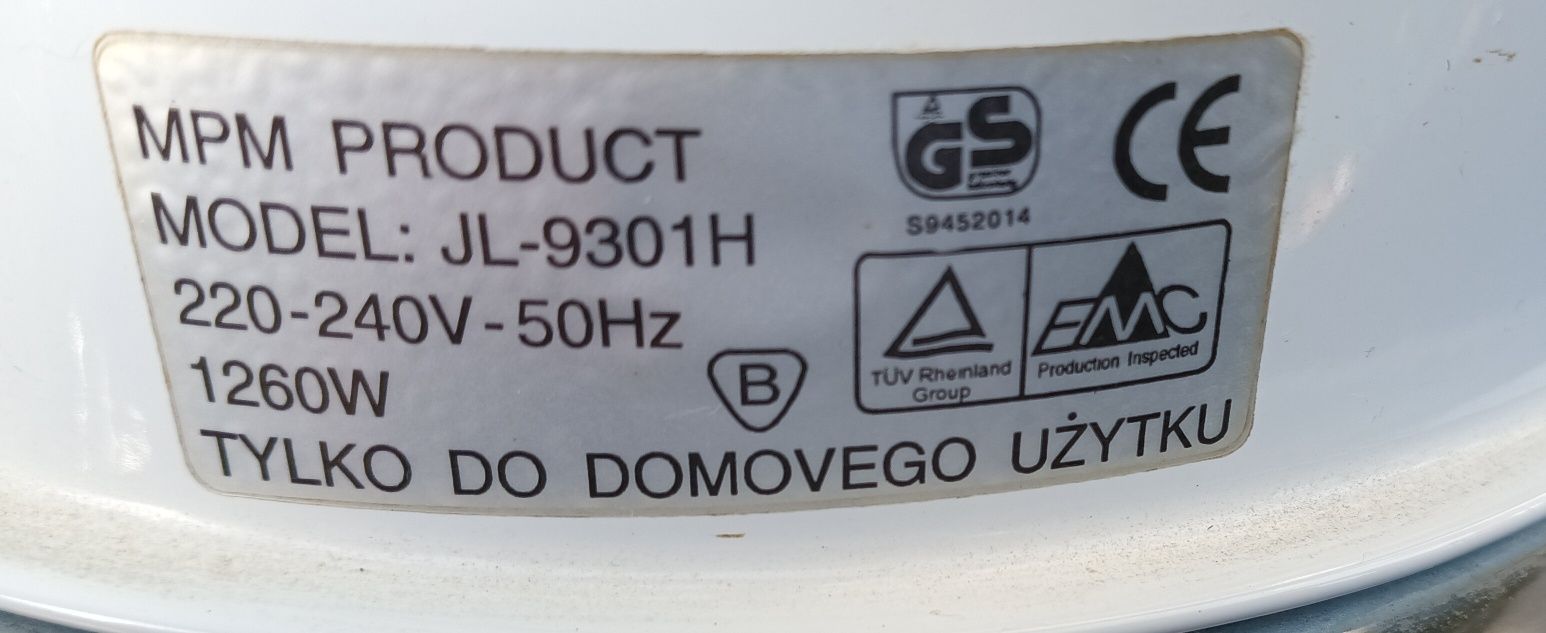 MPM PRODUCT
MODEL: JL-9301H
220-240V-50Hz
1260W
TYLKO DO DOMOVEGO UŻYTKU
B
GS
S9452014
CE
TÜV Rheinland
Group
EMC
Production Inspected